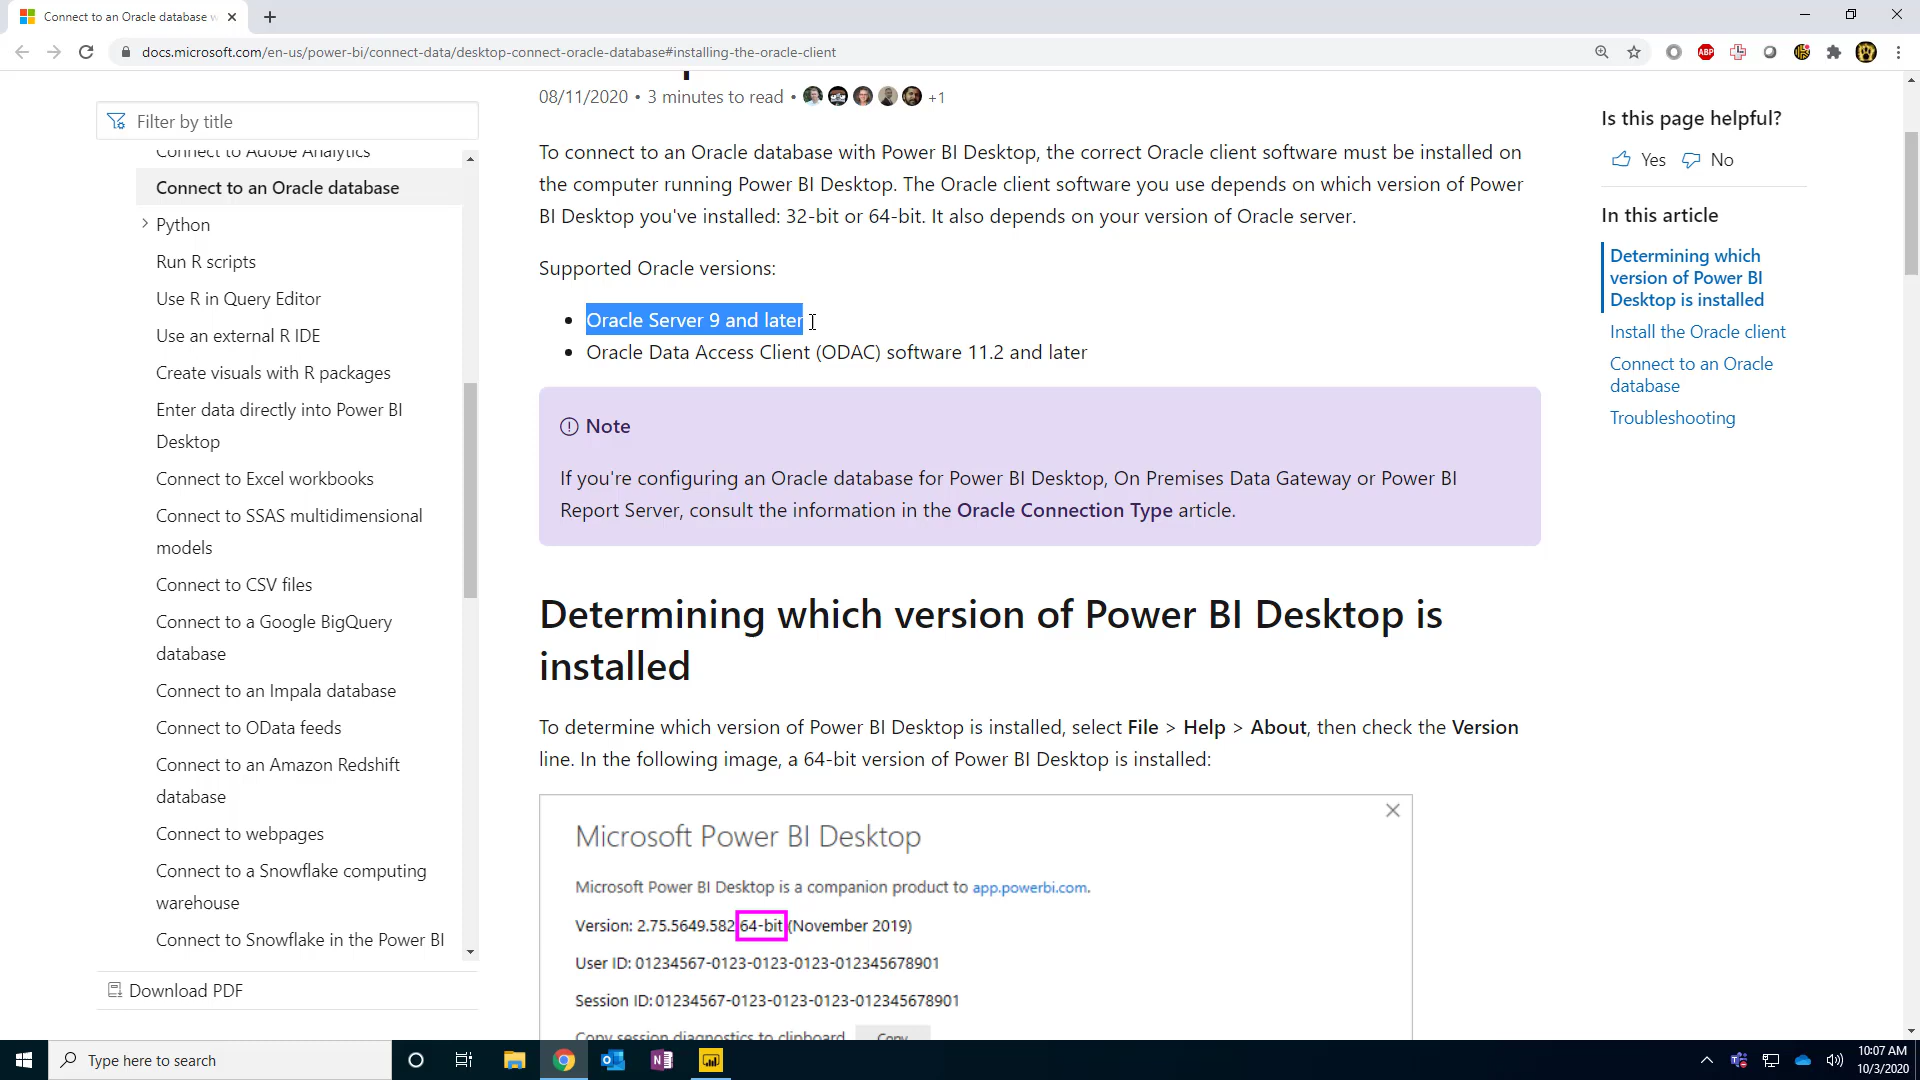 Connect to an Oracle database w
docs.microsoft.com/en-us/power-bi/connect-data/desktop-connect-oracle-database#installing-the-oracle-client
ABP
08/11/2020 • 3 minutes to read • +1
Filter by title
Connect to Adobe Analytics
Connect to an Oracle database
Python
Run R scripts
Use R in Query Editor
Use an external R IDE
Create visuals with R packages
Enter data directly into Power BI
Desktop
Connect to Excel workbooks
Connect to SSAS multidimensional
models
Connect to CSV files
Connect to a Google BigQuery
database
Connect to an Impala database
Connect to OData feeds
Connect to an Amazon Redshift
database
Connect to webpages
Connect to a Snowflake computing
warehouse
Connect to Snowflake in the Power BI
Download PDF
To connect to an Oracle database with Power BI Desktop, the correct Oracle client software must be installed on
the computer running Power BI Desktop. The Oracle client software you use depends on which version of Power
BI Desktop you've installed: 32-bit or 64-bit. It also depends on your version of Oracle server.
Supported Oracle versions:
• Oracle Server 9 and later
• Oracle Data Access Client (ODAC) software 11.2 and later
Note
If you're configuring an Oracle database for Power BI Desktop, On Premises Data Gateway or Power BI
Report Server, consult the information in the Oracle Connection Type article.
Determining which version of Power BI Desktop is
installed
To determine which version of Power BI Desktop is installed, select File > Help > About, then check the Version
line. In the following image, a 64-bit version of Power BI Desktop is installed:
Microsoft Power BI Desktop
Microsoft Power BI Desktop is a companion product to app.powerbi.com.
Version: 2.75.5649.582 64-bit (November 2019)
User ID: 01234567-0123-0123-0123-012345678901
Session ID: 01234567-0123-0123-0123-012345678901
Copy session diagnostics to clipboard Copy
Is this page helpful?
Yes No
In this article
Determining which
version of Power BI
Desktop is installed
Install the Oracle client
Connect to an Oracle
database
Troubleshooting
Type here to search
10:07 AM
10/3/2020